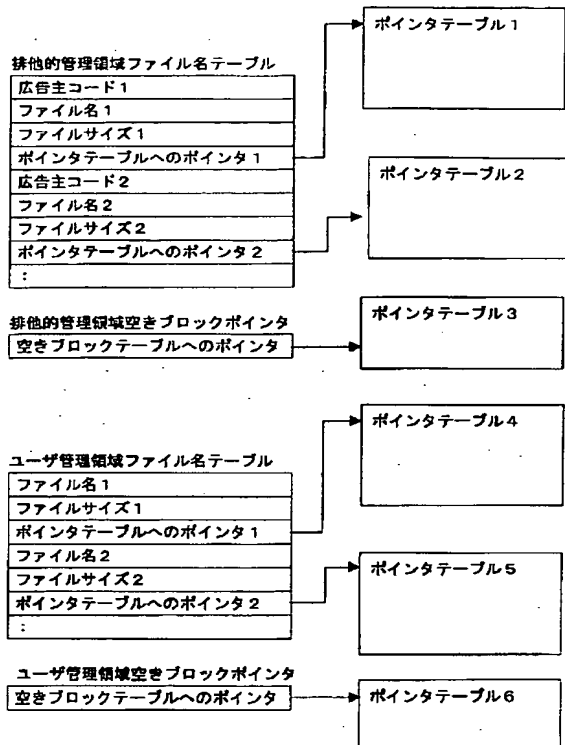 ポインタテーブル1
排他的管理領域ファイル名テーブル
広告主コード1
ファイル名1
ファイルサイズ1
ポインタテーブルへのポインタ1
広告主コード2
ファイル名2
ファイルサイズ2
ポインタテーブルへのポインタ2
:
ポインタテーブル2
排他的管理領域空きブロックポインタ
空きブロックテーブルへのポインタ
ポインタテーブル3
ユーザ管理領域ファイル名テーブル
ファイル名1
ファイルサイズ1
ポインタテーブルへのポインタ1
ファイル名2
ファイルサイズ2
ポインタテーブルへのポインタ2
:
ポインタテーブル4
ポインタテーブル5
ユーザ管理領域空きブロックポインタ
空きブロックテーブルへのポインタ
ポインタテーブル6